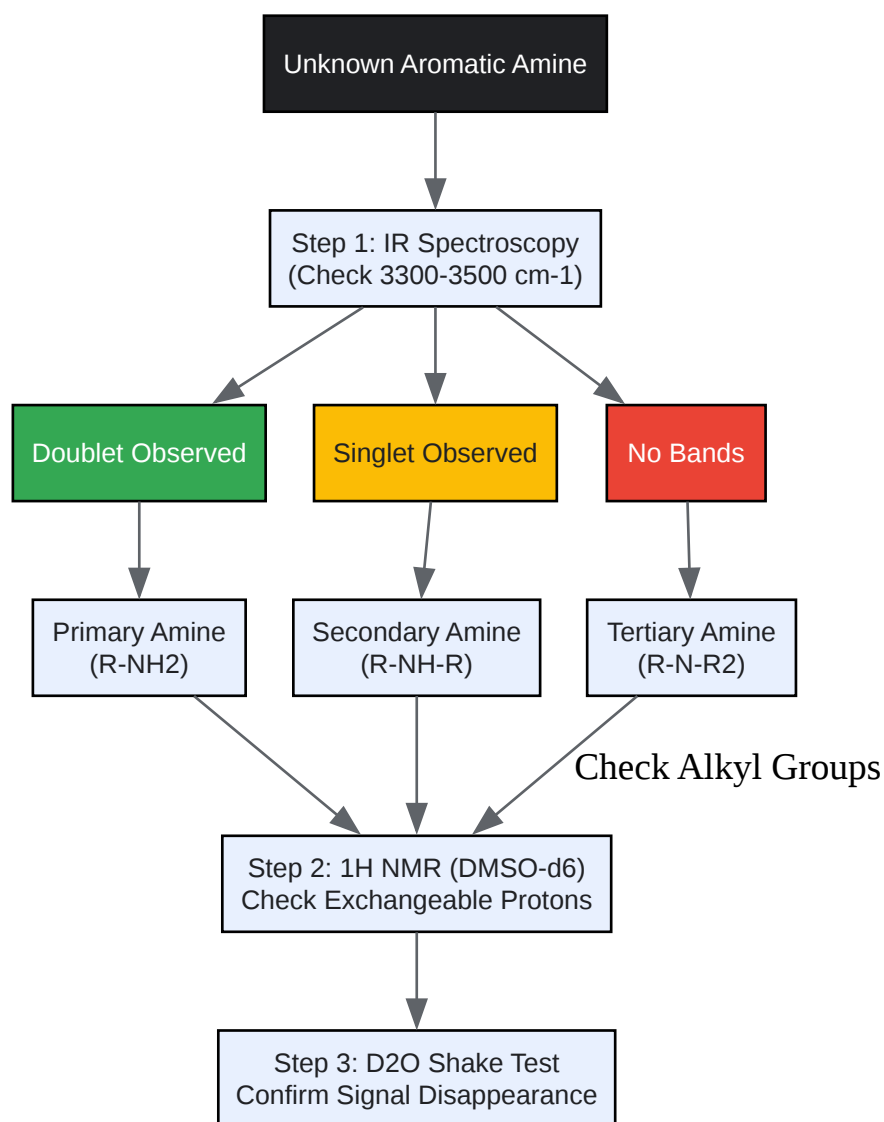 Unknown Aromatic Amine
Step 1: IR Spectroscopy
(Check 3300-3500 cm-1)
Doublet Observed
Singlet Observed
No Bands
Primary Amine
(R-NH2)
Secondary Amine
(R-NH-R)
Tertiary Amine
(R-N-R2)
Check Alkyl Groups
Step 2: 1H NMR (DMSO-d6)
Check Exchangeable Protons
Step 3: D2O Shake Test
Confirm Signal Disappearance